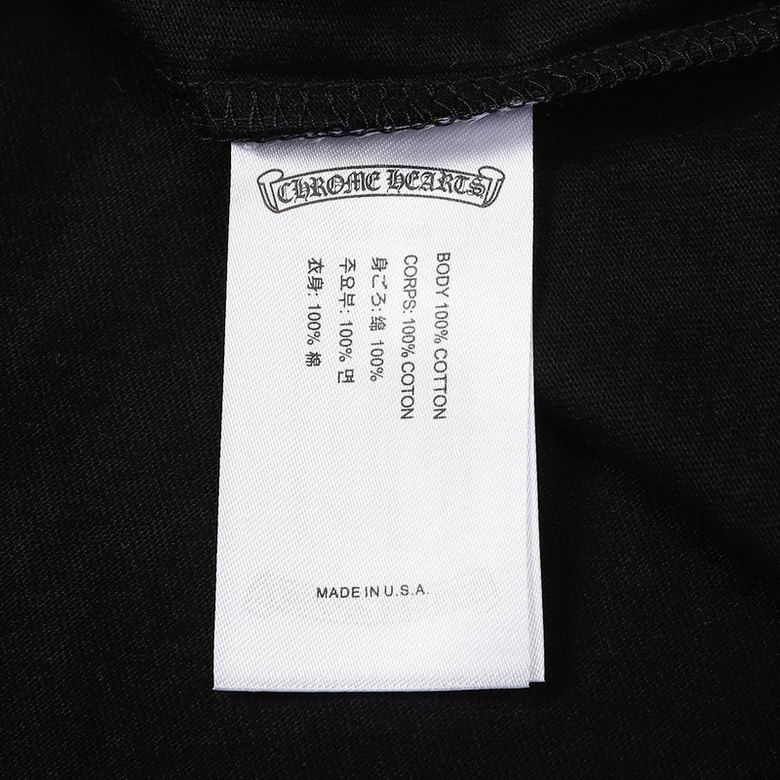 CHROME HEARTS
BODY 100% COTTON
CORPS: 100% COTON
身ごろ: 綿 100%
주요부: 100% 면
衣身: 100% 棉
MADE IN U.S.A.